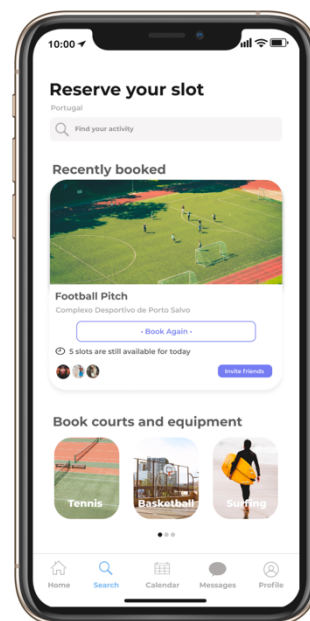 10:00
Reserve your slot
Portugal
Find your activity
Recently booked
Football Pitch
Complexo Desportivo de Porto Salvo
• Book Again •
5 slots are still available for today
Invite friends
Book courts and equipment
Tennis
Basketball
Surfing
Home
Search
Calendar
Messages
Profile